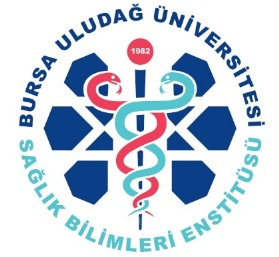 BURSA ULUDAĞ ÜNİVERSİTESİ
1982
SAĞLIK BİLİMLERİ ENSTİTÜSÜ